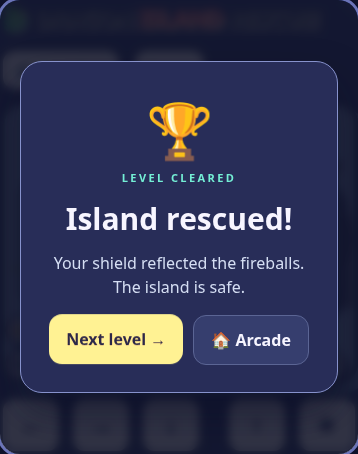 LEVEL CLEARED
Island rescued!
Your shield reflected the fireballs.
The island is safe.
Next level →
🏠 Arcade